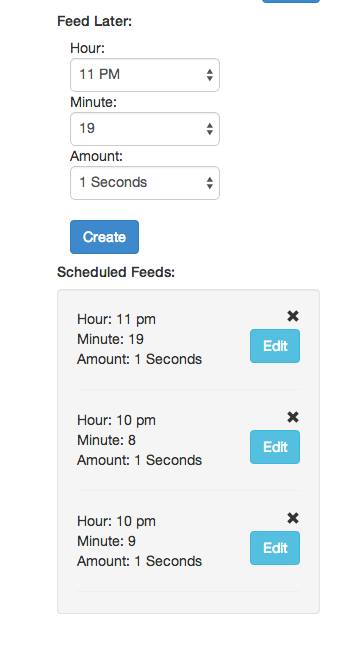 Feed Later:
Hour:
11 PM
Minute:
19
Amount:
1 Seconds
Create
Scheduled Feeds:
Hour: 11 pm
Minute: 19
Amount: 1 Seconds
Edit
Hour: 10 pm
Minute: 8
Amount: 1 Seconds
Edit
Hour: 10 pm
Minute: 9
Amount: 1 Seconds
Edit